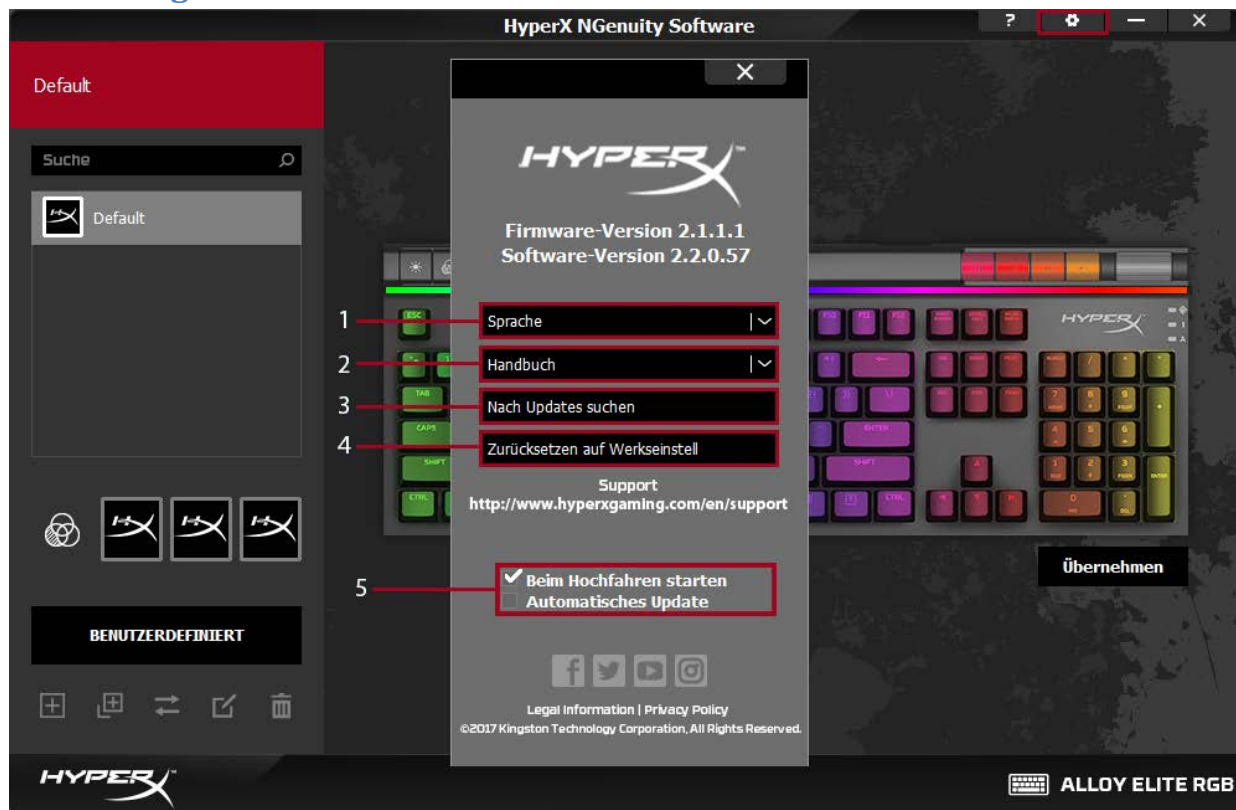 HyperX NGenuity Software
?
Default
Suche
Default
BENUTZERDEFINIERT
HYPERX
HYPERX™
Firmware-Version 2.1.1.1
Software-Version 2.2.0.57
1
Sprache
2
Handbuch
3
Nach Updates suchen
4
Zurücksetzen auf Werkseinstell
Support
http://www.hyperxgaming.com/en/support
5
Beim Hochfahren starten
Automatisches Update
Legal Information | Privacy Policy
©2017 Kingston Technology Corporation, All Rights Reserved.
ESC
TAB
CAPS
SHIFT
CTRL
ENTER
SHIFT
CTRL
HYPERX
Übernehmen
ALLOY ELITE RGB